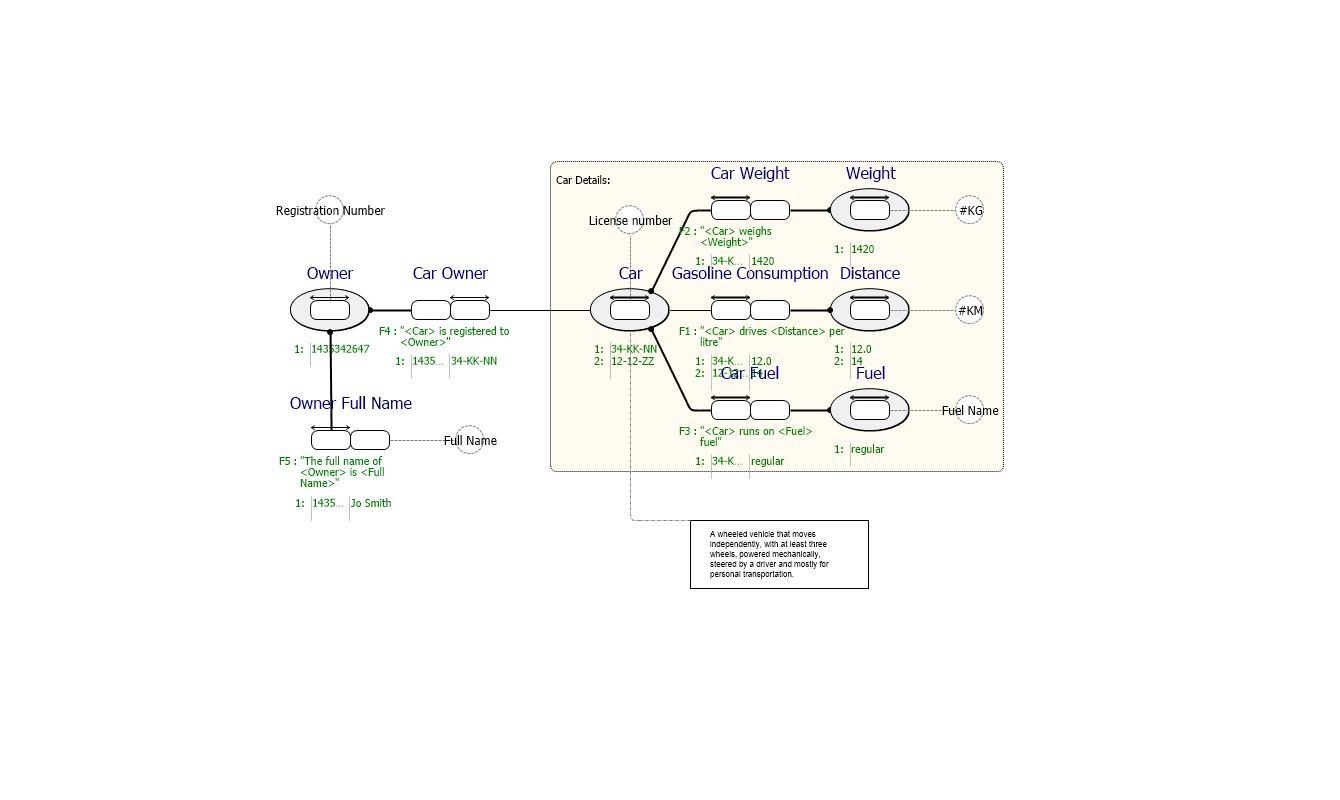 Car Details:
Car Weight
Weight
Registration Number
License number
#KG
F2 : "<Car> weighs
<Weight>"
1: 34-K... 1420
1: 1420
Owner
Car Owner
Car
Gasoline Consumption
Distance
#KM
F4 : "<Car> is registered to
<Owner>"
1: 1435... 34-KK-NN
1: 1435342647
1: 34-KK-NN
2: 12-12-ZZ
F1 : "<Car> drives <Distance> per
litre"
1: 34-K... 12.0
2: 12-12... 14
1: 12.0
2: 14
Car Fuel
Fuel
Owner Full Name
Full Name
Fuel Name
F3 : "<Car> runs on <Fuel>
fuel"
1: 34-K... regular
1: regular
F5 : "The full name of
<Owner> is <Full
Name>"
1: 1435... Jo Smith
A wheeled vehicle that moves
independently, with at least three
wheels, powered mechanically,
steered by a driver and mostly for
personal transportation.